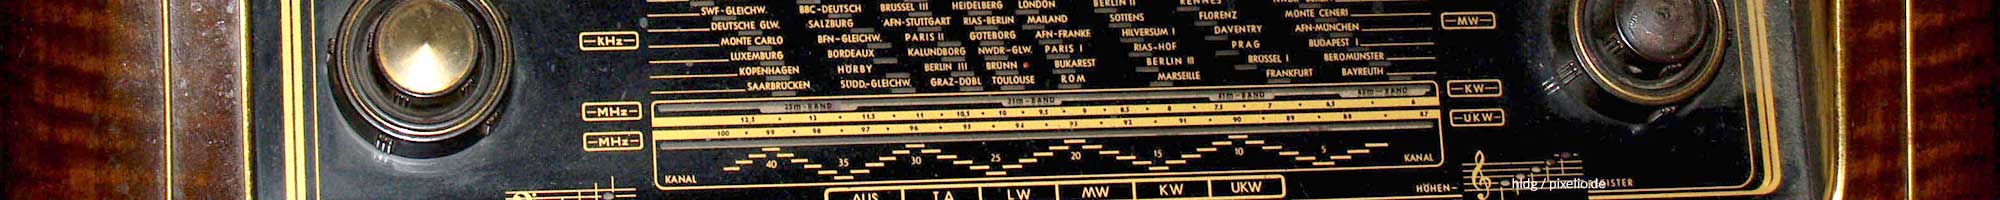 SWF-GLEICHW. BBC-DEUTSCH BRÜSSEL III HEIDELBERG LONDON BERLIN II RENNES
DEUTSCHE GLW. SALZBURG AFN-STUTTGART RIAS-BERLIN MAILAND SOTTENS FLORENZ MONTE CENERI
MONTE CARLO BFN-GLEICHW. PARIS II GÖTEBORG AFN-FRANKE HILVERSUM I DAVENTRY AFN-MÜNCHEN
LUXEMBURG BORDEAUX KALUNDBORG NWDR-GLW. PARIS I RIAS-HOF PRAG BUDAPEST I
KOPENHAGEN HÖRBY BERLIN III BRÜNN BUKAREST BERLIN III BRÜSSEL I BEROMÜNSTER
SAARBRÜCKEN SÜDD.-GLEICHW. GRAZ-DOBL TOULOUSE ROM MARSEILLE FRANKFURT BAYREUTH
KHz MW
25m-BAND 31m-BAND 41m-BAND
MHz 12,5 12 11,5 11 10,5 10 9,5 9 8,5 8 7,5 7 6,5 6 KW
MHz 100 99 98 97 96 95 94 93 92 91 90 89 88 87 UKW
40 35 30 25 20 15 10 5
KANAL KANAL
AUS TA LW MW KW UKW
HÖHEN-
hldg / pixelio.de